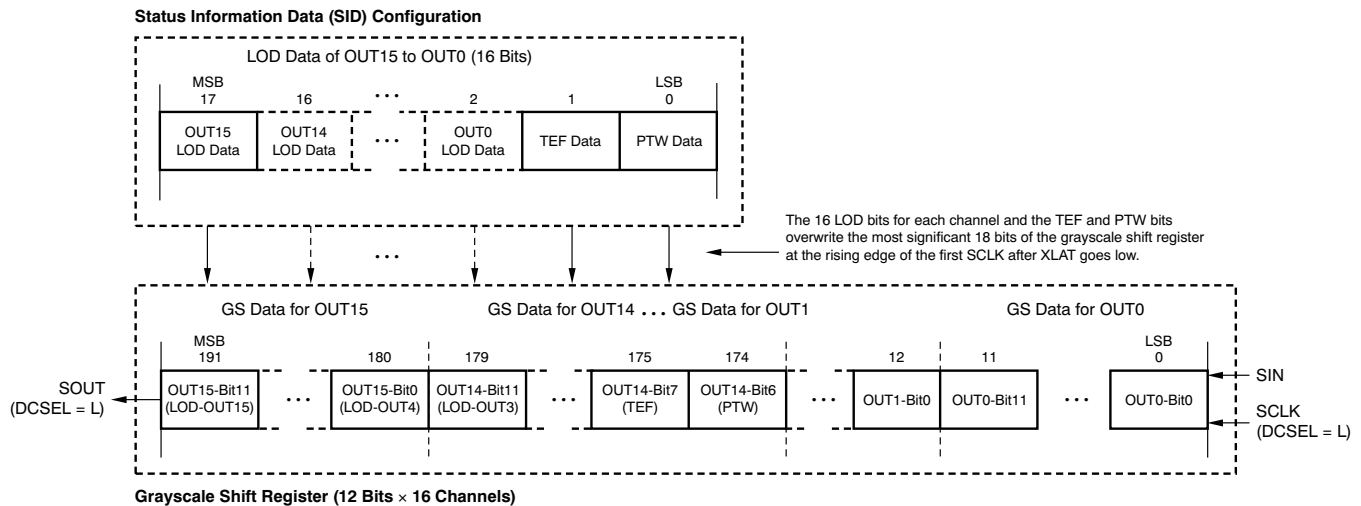 Status Information Data (SID) Configuration
LOD Data of OUT15 to OUT0 (16 Bits)
MSB LSB
17 16 • • • 2 1 0
OUT15 OUT14 • • • OUT0 TEF Data PTW Data
LOD Data LOD Data LOD Data
The 16 LOD bits for each channel and the TEF and PTW bits
overwrite the most significant 18 bits of the grayscale shift register
at the rising edge of the first SCLK after XLAT goes low.
• • •
GS Data for OUT15 GS Data for OUT14 • • • GS Data for OUT1 GS Data for OUT0
MSB LSB
191 180 179 175 174 12 11 0
SOUT
(DCSEL = L)
OUT15-Bit11 • • • OUT15-Bit0 OUT14-Bit11 • • • OUT14-Bit7 OUT14-Bit6 • • • OUT1-Bit0 OUT0-Bit11 • • • OUT0-Bit0
(LOD-OUT15) (LOD-OUT4) (LOD-OUT3) (TEF) (PTW)
SIN
SCLK
(DCSEL = L)
Grayscale Shift Register (12 Bits × 16 Channels)